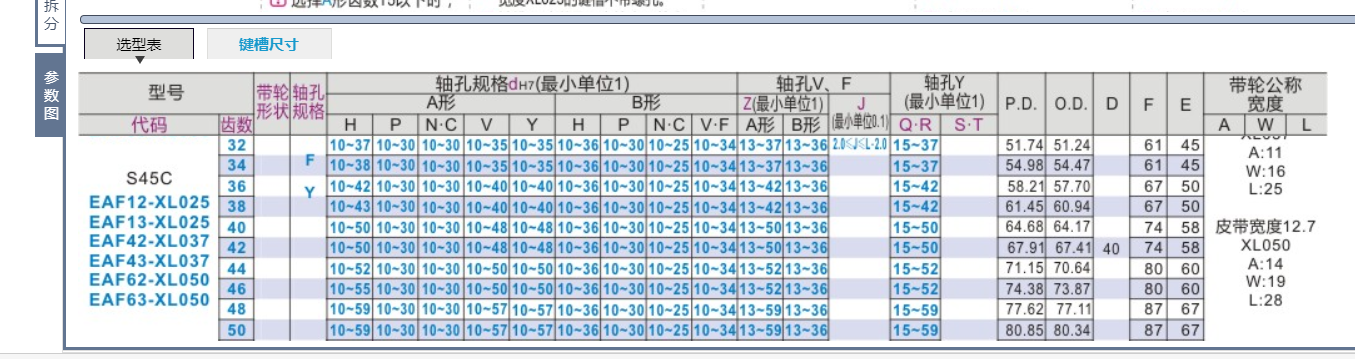 拆
分
选择A形齿数15以下时，
选型表 键槽尺寸
参
数
图
型号 带轮形状 轴孔规格 轴孔规格dH7(最小单位1) 轴孔V、F 轴孔Y (最小单位1) P.D. O.D. D F E 带轮公称宽度
A形 B形 Z(最小单位1) J (最小单位0.1)
代码 齿数 H P N·C V Y H P N·C V·F A形 B形 Q·R S·T A W L
32 10~37 10~30 10~30 10~35 10~35 10~36 10~30 10~25 10~34 13~37 13~36 2.0≤J≤L-2.0 15~37 51.74 51.24 61 45
34 10~38 10~30 10~30 10~35 10~35 10~36 10~30 10~25 10~34 13~37 13~36 15~37 54.98 54.47 61 45
36 10~42 10~30 10~30 10~40 10~40 10~36 10~30 10~25 10~34 13~42 13~36 15~42 58.21 57.70 67 50
38 10~43 10~30 10~30 10~40 10~40 10~36 10~30 10~25 10~34 13~42 13~36 15~42 61.45 60.94 67 50
40 10~50 10~30 10~30 10~48 10~48 10~36 10~30 10~25 10~34 13~50 13~36 15~50 64.68 64.17 74 58
42 10~50 10~30 10~30 10~48 10~48 10~36 10~30 10~25 10~34 13~50 13~36 15~50 67.91 67.41 40 74 58
44 10~52 10~30 10~30 10~50 10~50 10~36 10~30 10~25 10~34 13~52 13~36 15~52 71.15 70.64 80 60
46 10~55 10~30 10~30 10~50 10~50 10~36 10~30 10~25 10~34 13~52 13~36 15~52 74.38 73.87 80 60
48 10~59 10~30 10~30 10~57 10~57 10~36 10~30 10~25 10~34 13~59 13~36 15~59 77.62 77.11 87 67
50 10~59 10~30 10~30 10~57 10~57 10~36 10~30 10~25 10~34 13~59 13~36 15~59 80.85 80.34 87 67
S45C
EAF12-XL025
EAF13-XL025
EAF42-XL037
EAF43-XL037
EAF62-XL050
EAF63-XL050
F
Y
A:11
W:16
L:25
皮带宽度12.7
XL050
A:14
W:19
L:28